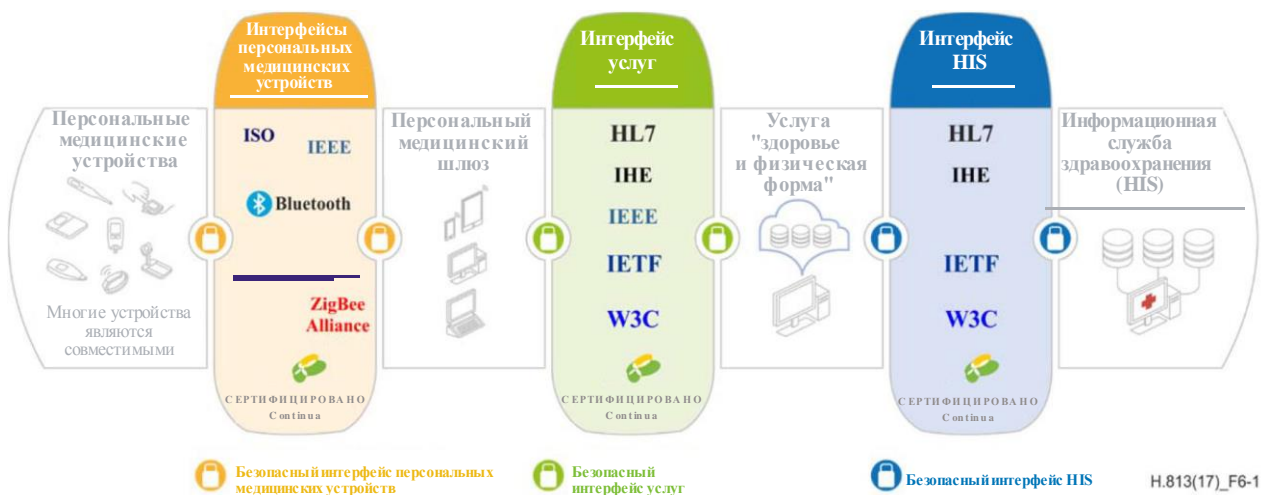 Интерфейсы
персональных
медицинских
устройств
Интерфейс
услуг
Интерфейс
HIS
Персональные
медицинские
устройства
Многие устройства
являются
совместимыми
ISO
IEEE
Bluetooth
ZigBee
Alliance
СЕРТИФИЦИРОВАНО
Continua
Персональный
медицинский
шлюз
HL7
IHE
IEEE
IETF
W3C
СЕРТИФИЦИРОВАНО
Continua
Услуга
"здоровье
и физическая
форма"
HL7
IHE
IETF
W3C
СЕРТИФИЦИРОВАНО
Continua
Информационная
служба
здравоохранения
(HIS)
Безопасный интерфейс персональных
медицинских устройств
Безопасный
интерфейс услуг
Безопасный интерфейс HIS
H.813(17)_F6-1